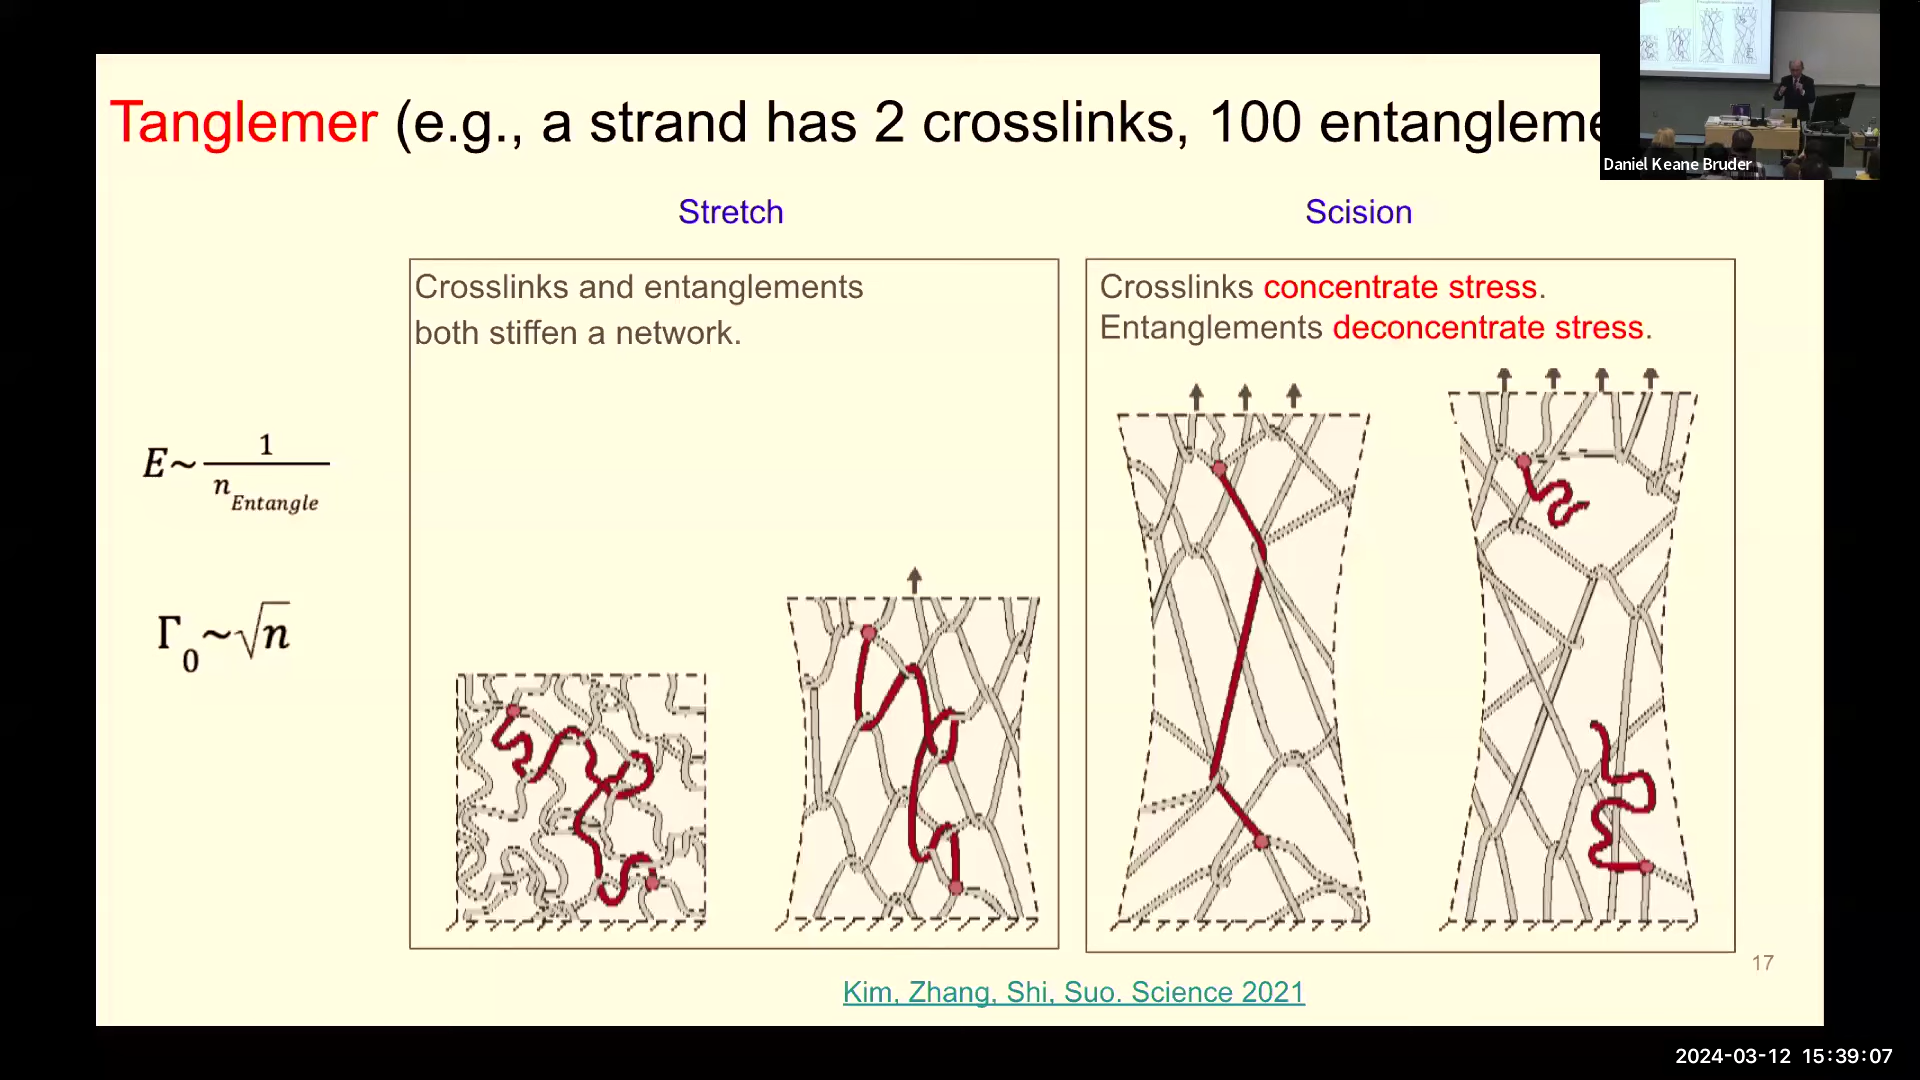 Tanglemer (e.g., a strand has 2 crosslinks, 100 entangleme
Daniel Keane Bruder
Stretch
Scision
Crosslinks and entanglements
both stiffen a network.
Crosslinks concentrate stress.
Entanglements deconcentrate stress.
E~ 1/n_Entangle
Γ₀~√n
17
Kim, Zhang, Shi, Suo. Science 2021
2024-03-12 15:39:07